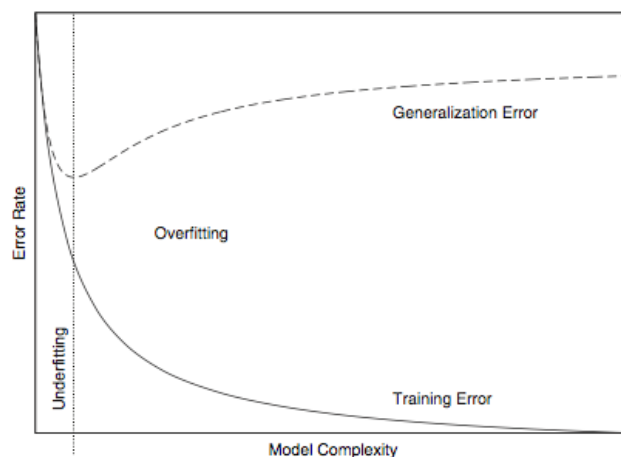 Generalization Error
Error Rate
Overfitting
Underfitting
Training Error
Model Complexity